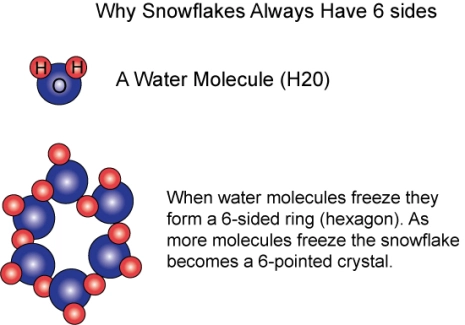 Why Snowflakes Always Have 6 sides
H H
O
A Water Molecule (H20)
When water molecules freeze they
form a 6-sided ring (hexagon). As
more molecules freeze the snowflake
becomes a 6-pointed crystal.